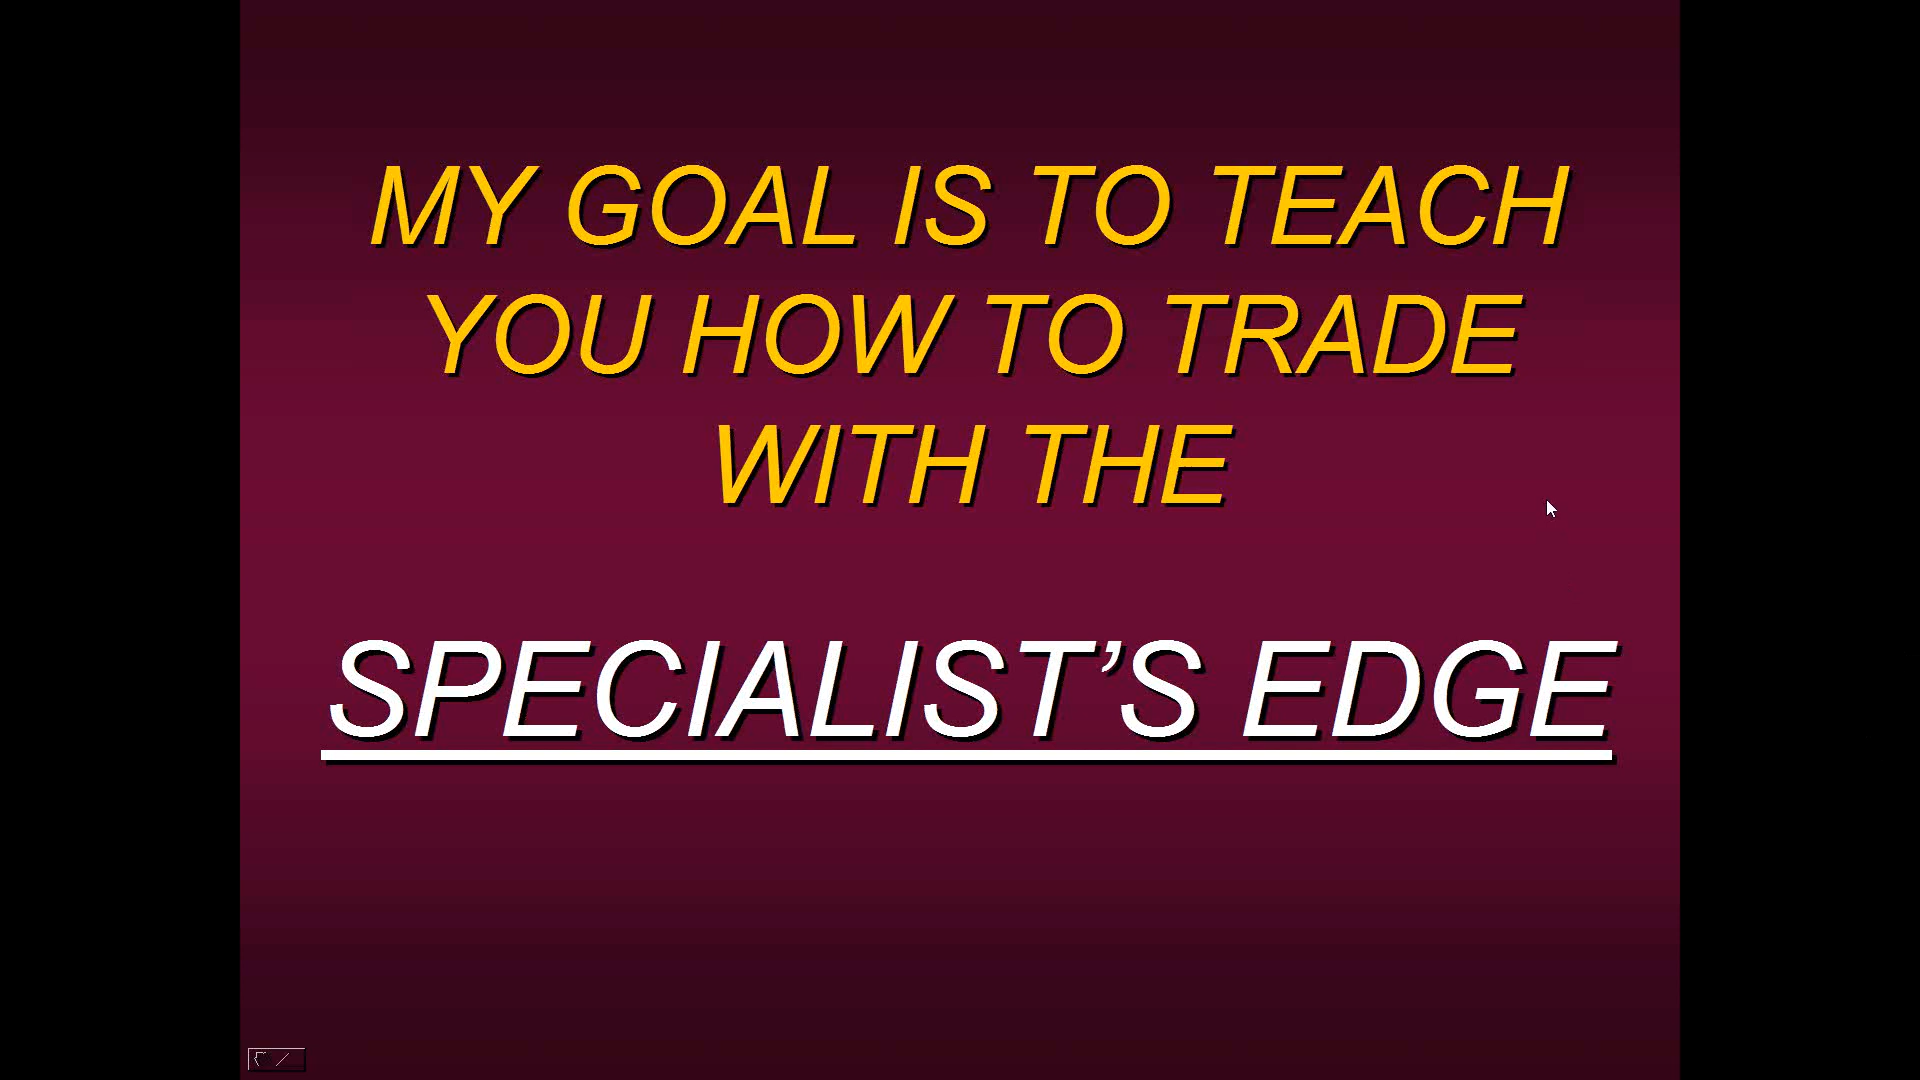 MY GOAL IS TO TEACH
YOU HOW TO TRADE
WITH THE
SPECIALIST’S EDGE